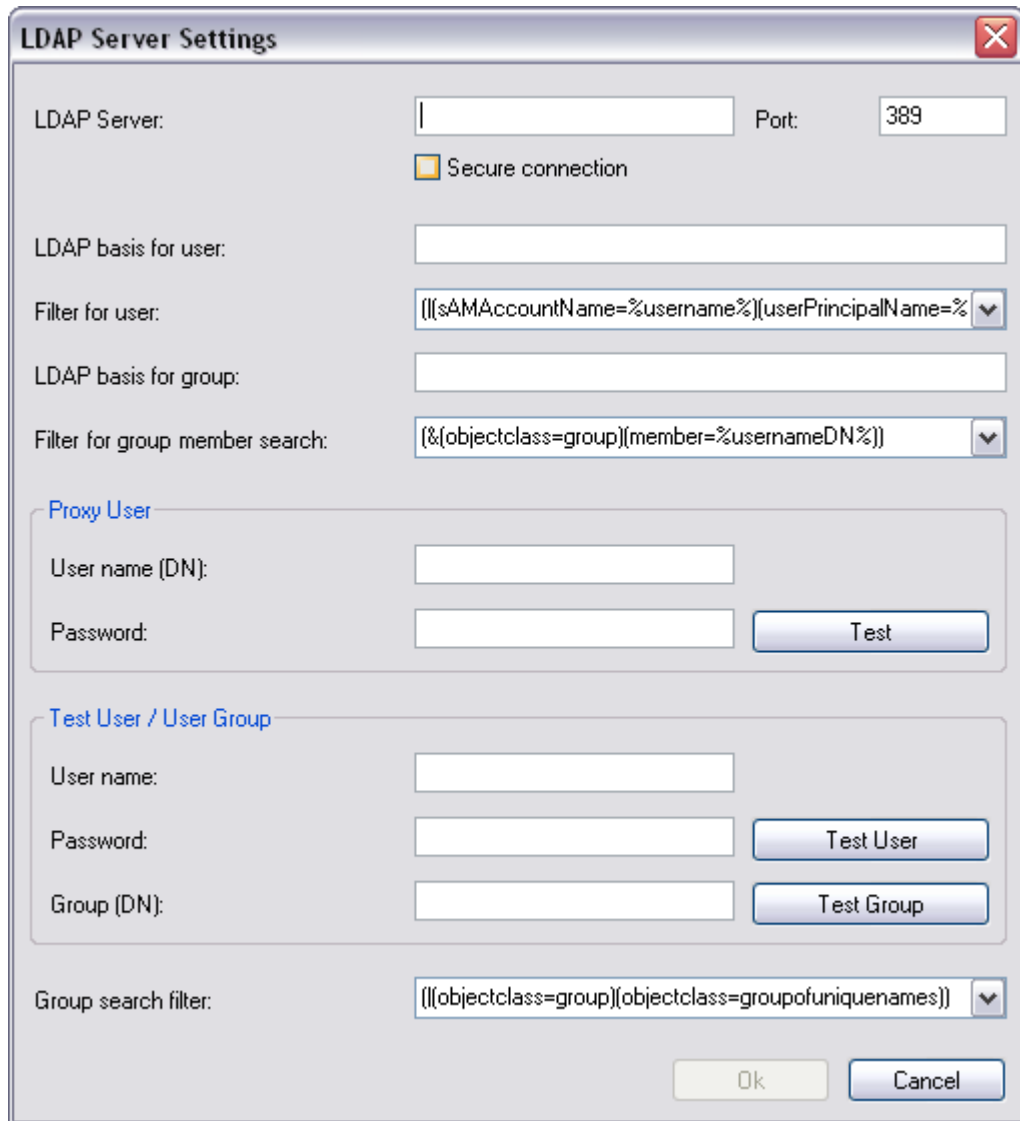 LDAP Server Settings
LDAP Server:
Port: 389
Secure connection
LDAP basis for user:
Filter for user: (|(sAMAccountName=%username%)(userPrincipalName=%
LDAP basis for group:
Filter for group member search: (&(objectclass=group)(member=%usernameDN%))
Proxy User
User name (DN):
Password: Test
Test User / User Group
User name:
Password: Test User
Group (DN): Test Group
Group search filter: (|(objectclass=group)(objectclass=groupofuniquenames))
Ok Cancel